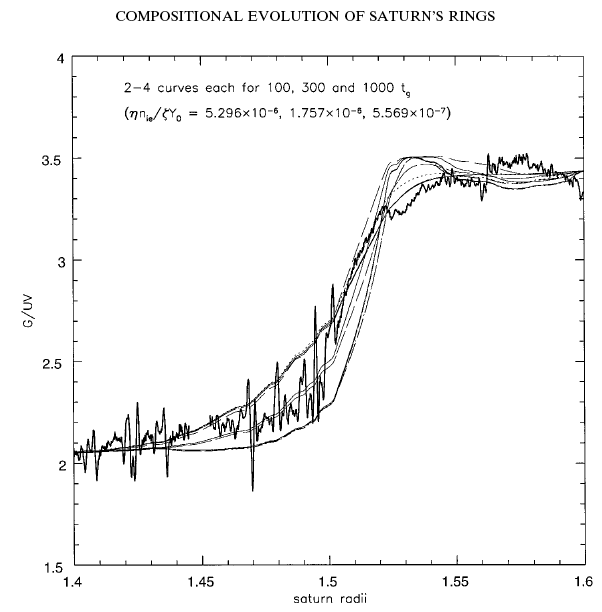 COMPOSITIONAL EVOLUTION OF SATURN'S RINGS
4
2-4 curves each for 100, 300 and 1000 t_g
(ηn_ie/ζY_0 = 5.296×10^-6, 1.757×10^-6, 5.569×10^-7)
3.5
3
G/UV
2.5
2
1.5
1.4 1.45 1.5 1.55 1.6
saturn radii